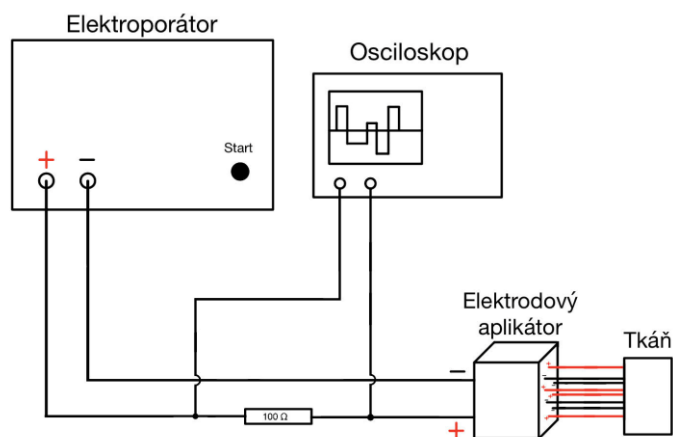 Elektroporátor
Osciloskop
+ −
Start
Elektrodový
aplikátor
Tkáň
−
100 Ω
+